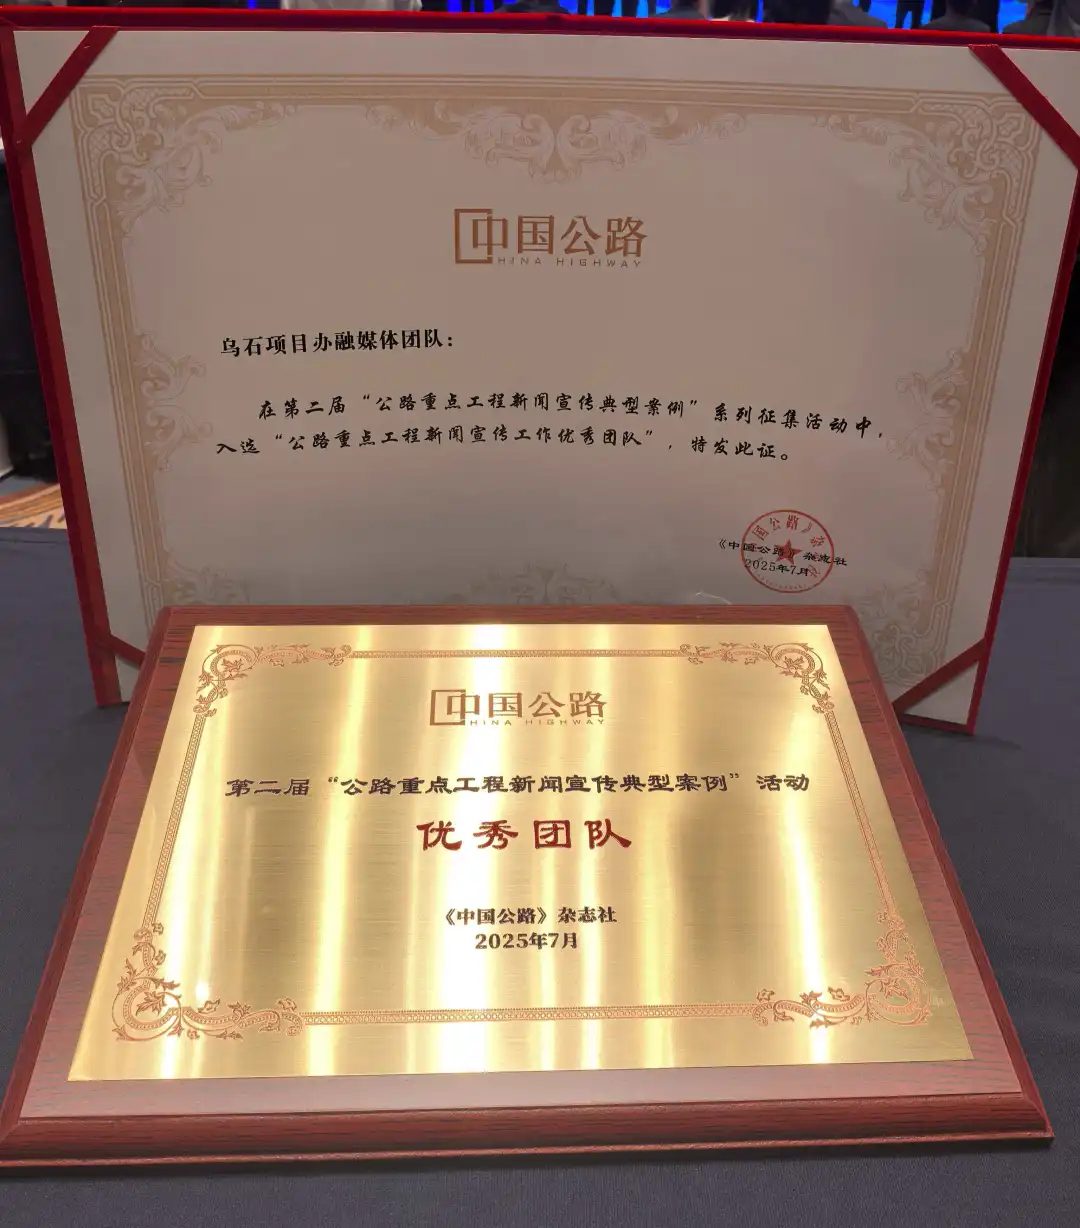 中国公路
HINA HIGHWAY
乌石项目办融媒体团队：
在第二届“公路重点工程新闻宣传典型案例”系列征集活动中，
入选“公路重点工程新闻宣传工作优秀团队”，特发此证。
《中国公路》杂志社
2025年7月
中国公路
HINA HIGHWAY
第二届“公路重点工程新闻宣传典型案例”活动
优秀团队
《中国公路》杂志社
2025年7月